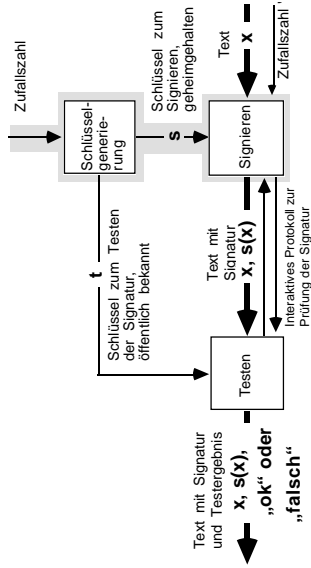 Zufallszahl
Schlüssel-
generie-
rung
t
Schlüssel zum Testen
der Signatur,
öffentlich bekannt
s
Schlüssel zum
Signieren,
geheimgehalten
Text mit Signatur
und Testergebnis
x, s(x),
„ok“ oder
„falsch“
Testen
Text mit
Signatur
x, s(x)
Interaktives Protokoll zur
Prüfung der Signatur
Signieren
Text
x
Zufallszahl '